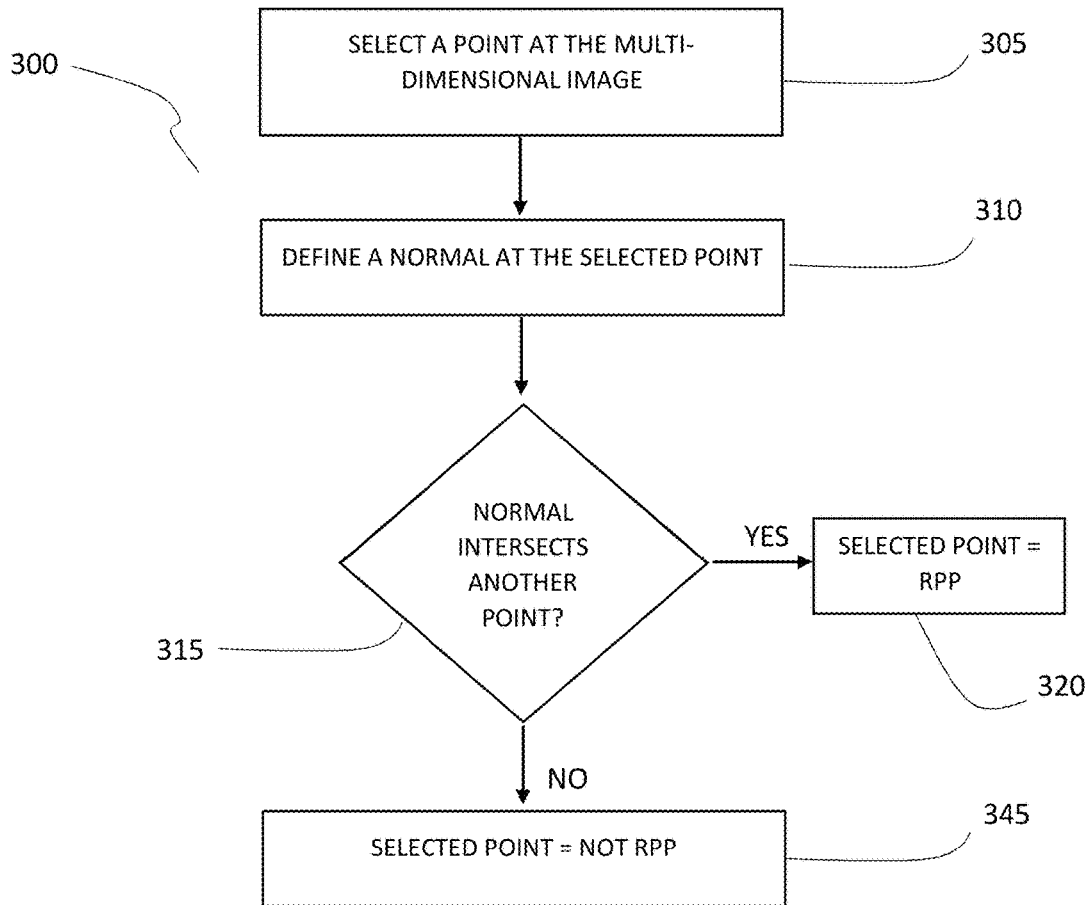 300
SELECT A POINT AT THE MULTI-
DIMENSIONAL IMAGE
305
DEFINE A NORMAL AT THE SELECTED POINT
310
NORMAL
INTERSECTS
ANOTHER
POINT?
315
YES
SELECTED POINT =
RPP
320
NO
SELECTED POINT = NOT RPP
345